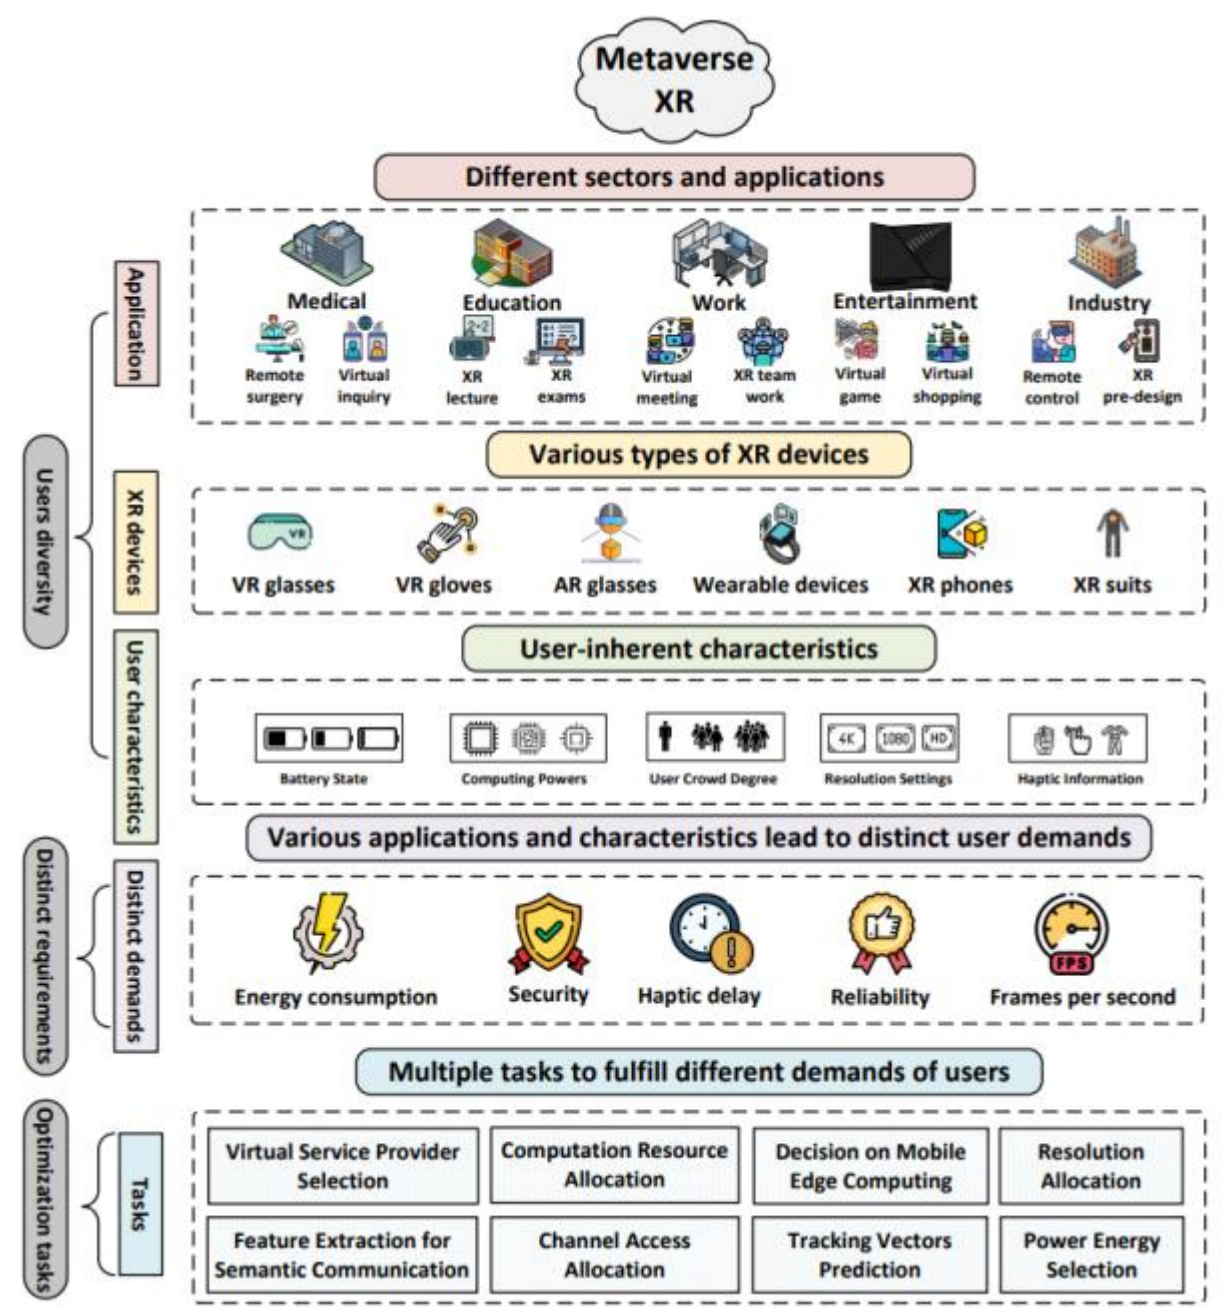 Metaverse
XR
Different sectors and applications
Application
Medical
Education
Work
Entertainment
Industry
Remote
surgery
Virtual
inquiry
XR
lecture
2+2
XR
exams
Virtual
meeting
XR team
work
Virtual
game
Virtual
shopping
Remote
control
XR
pre-design
Users diversity
Various types of XR devices
XR devices
VR
VR glasses
VR gloves
AR glasses
Wearable devices
XR phones
XR suits
User-inherent characteristics
User characteristics
4K
1080
HD
Battery State
Computing Powers
User Crowd Degree
Resolution Settings
Haptic Information
Various applications and characteristics lead to distinct user demands
Distinct requirements
Distinct demands
FPS
Energy consumption
Security
Haptic delay
Reliability
Frames per second
Multiple tasks to fulfill different demands of users
Optimization tasks
Tasks
Virtual Service Provider
Selection
Computation Resource
Allocation
Decision on Mobile
Edge Computing
Resolution
Allocation
Feature Extraction for
Semantic Communication
Channel Access
Allocation
Tracking Vectors
Prediction
Power Energy
Selection